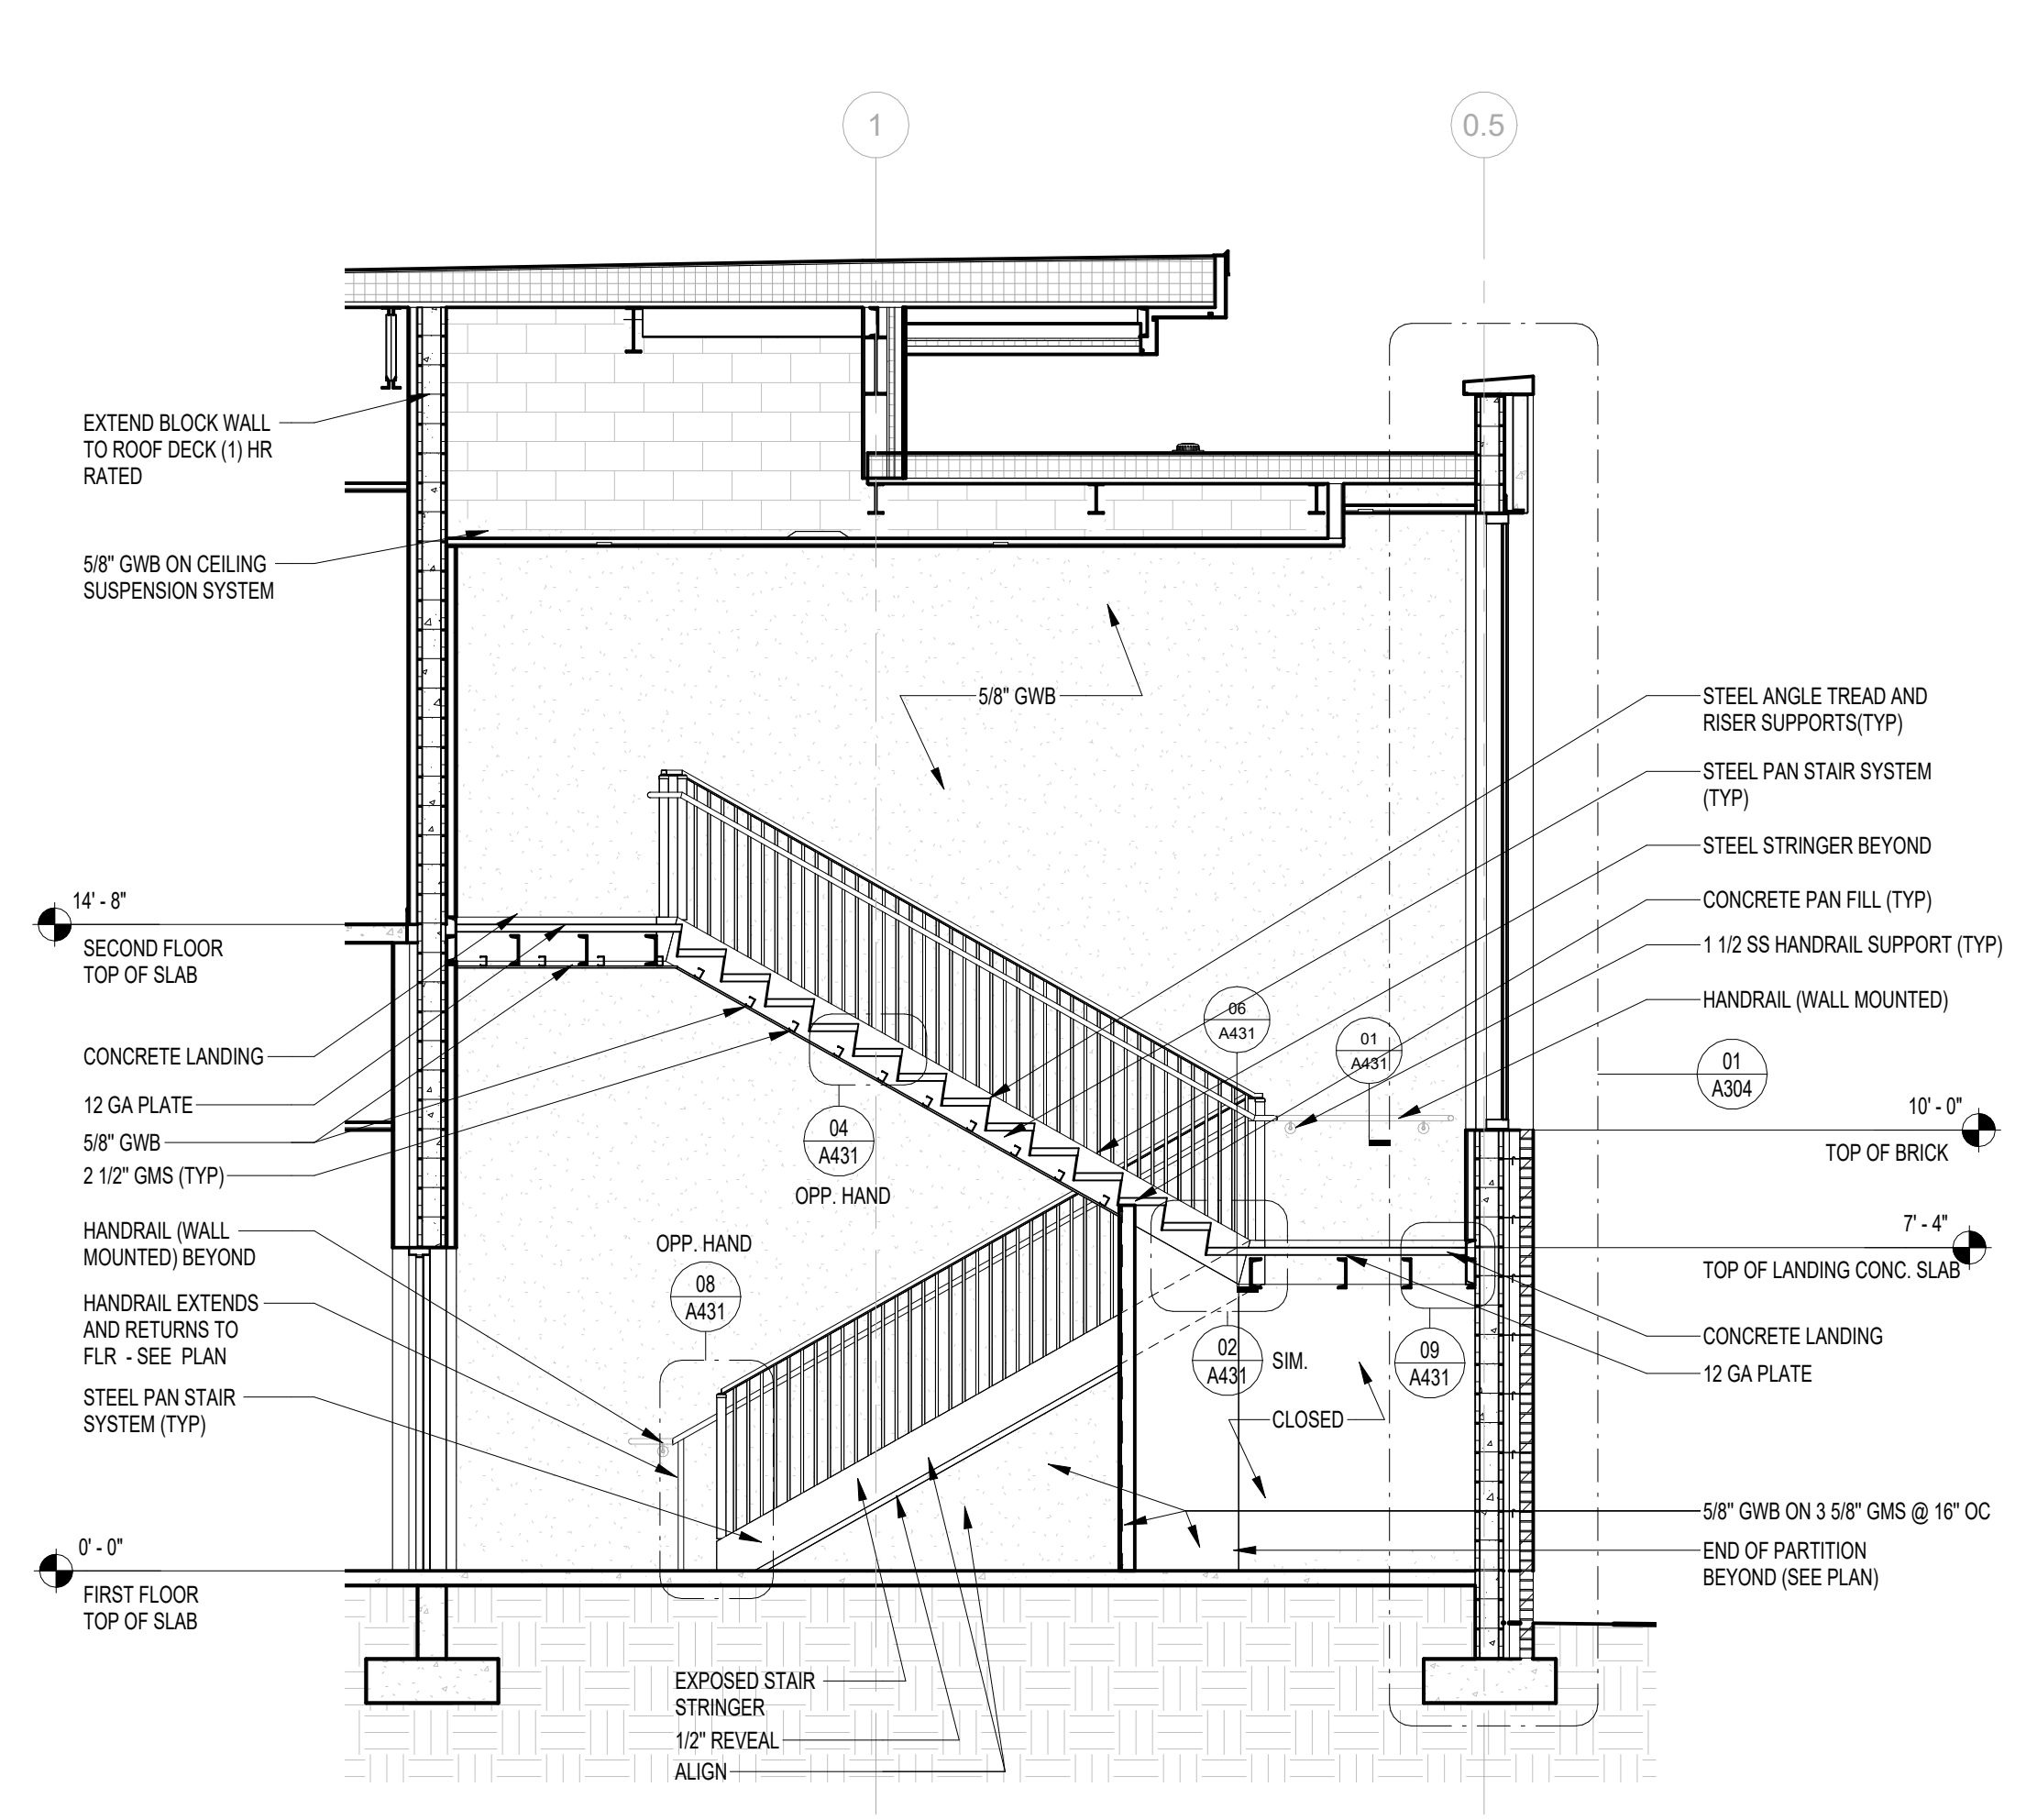 1
0.5
EXTEND BLOCK WALL
TO ROOF DECK (1) HR
RATED
5/8" GWB ON CEILING
SUSPENSION SYSTEM
5/8" GWB
14' - 8"
SECOND FLOOR
TOP OF SLAB
CONCRETE LANDING
12 GA PLATE
5/8" GWB
2 1/2" GMS (TYP)
HANDRAIL (WALL
MOUNTED) BEYOND
HANDRAIL EXTENDS
AND RETURNS TO
FLR - SEE PLAN
STEEL PAN STAIR
SYSTEM (TYP)
0' - 0"
FIRST FLOOR
TOP OF SLAB
04
A431
OPP. HAND
OPP. HAND
08
A431
06
A431
01
A431
02
A431
SIM.
09
A431
CLOSED
EXPOSED STAIR
STRINGER
1/2" REVEAL
ALIGN
STEEL ANGLE TREAD AND
RISER SUPPORTS(TYP)
STEEL PAN STAIR SYSTEM
(TYP)
STEEL STRINGER BEYOND
CONCRETE PAN FILL (TYP)
1 1/2 SS HANDRAIL SUPPORT (TYP)
HANDRAIL (WALL MOUNTED)
01
A304
10' - 0"
TOP OF BRICK
7' - 4"
TOP OF LANDING CONC. SLAB
CONCRETE LANDING
12 GA PLATE
5/8" GWB ON 3 5/8" GMS @ 16" OC
END OF PARTITION
BEYOND (SEE PLAN)